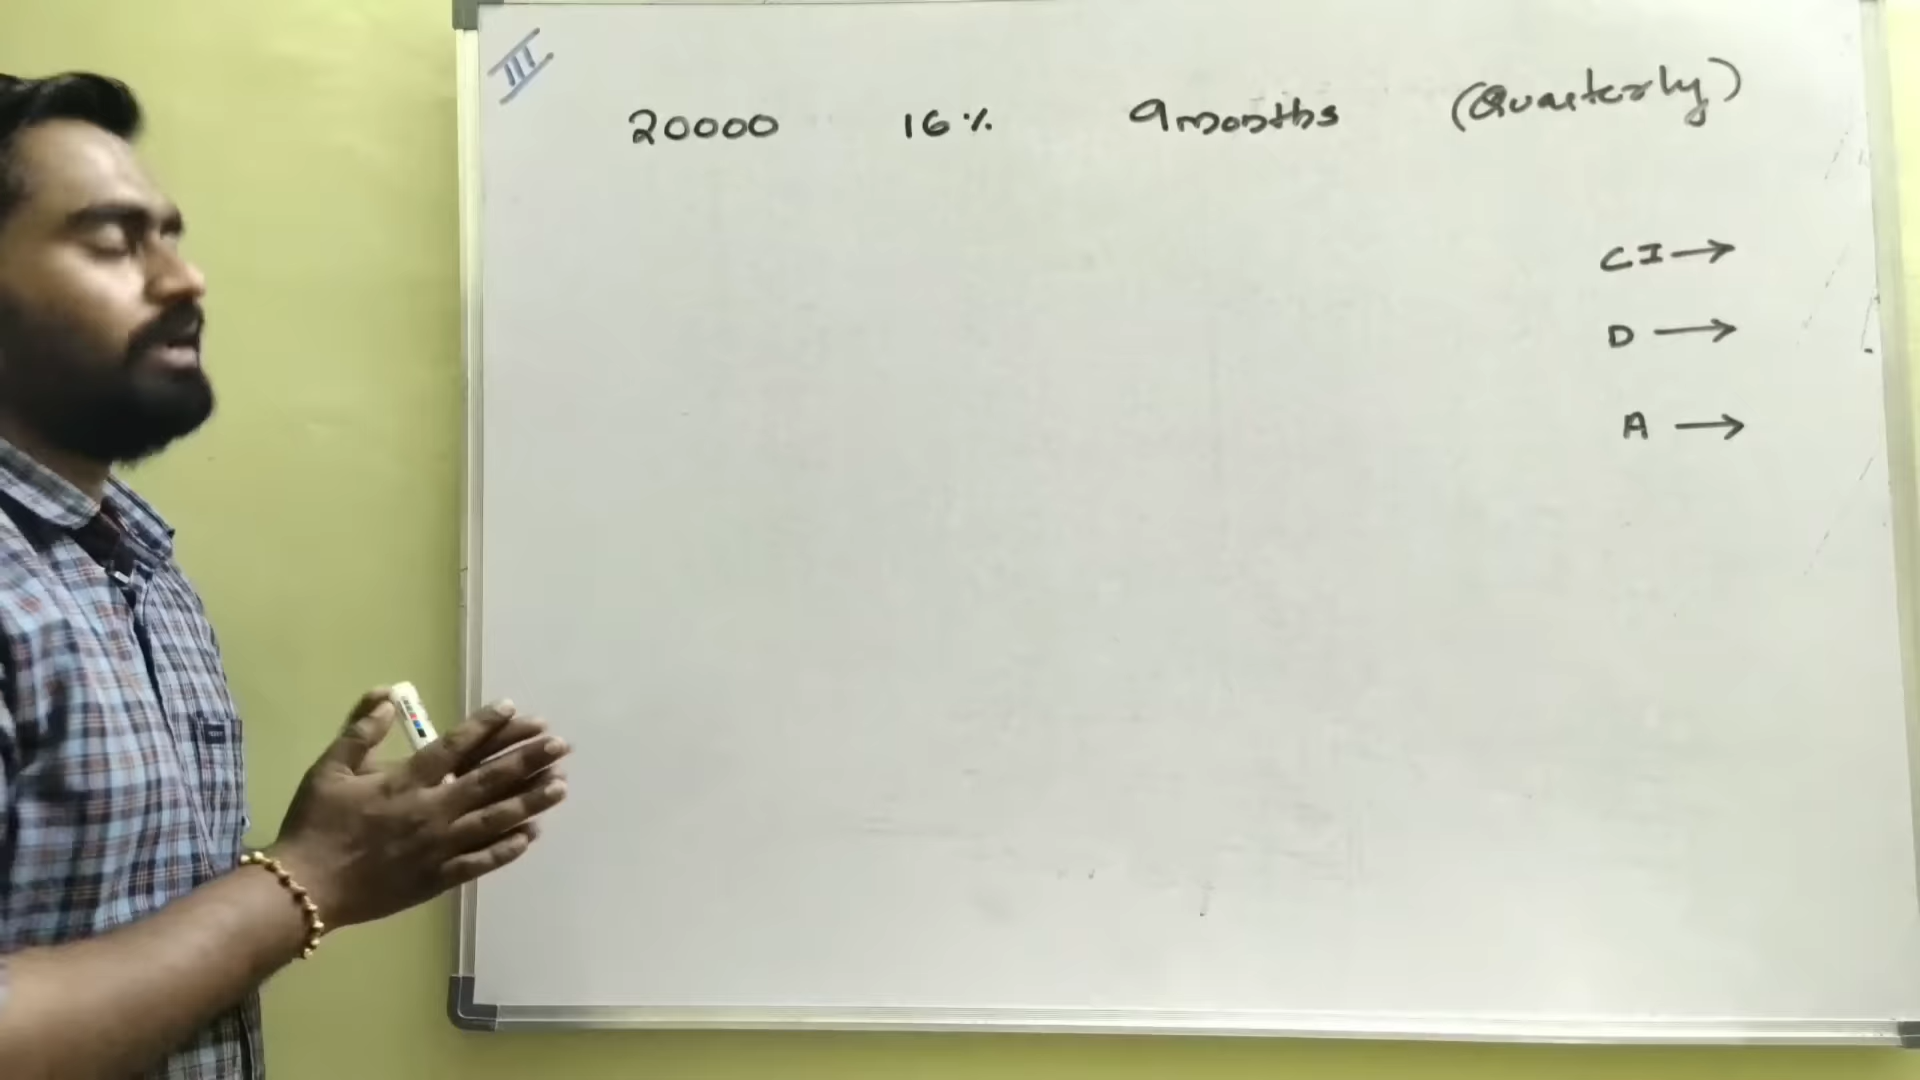 III
20000 16% 9months (Quarterly)
CI →
D →
A →